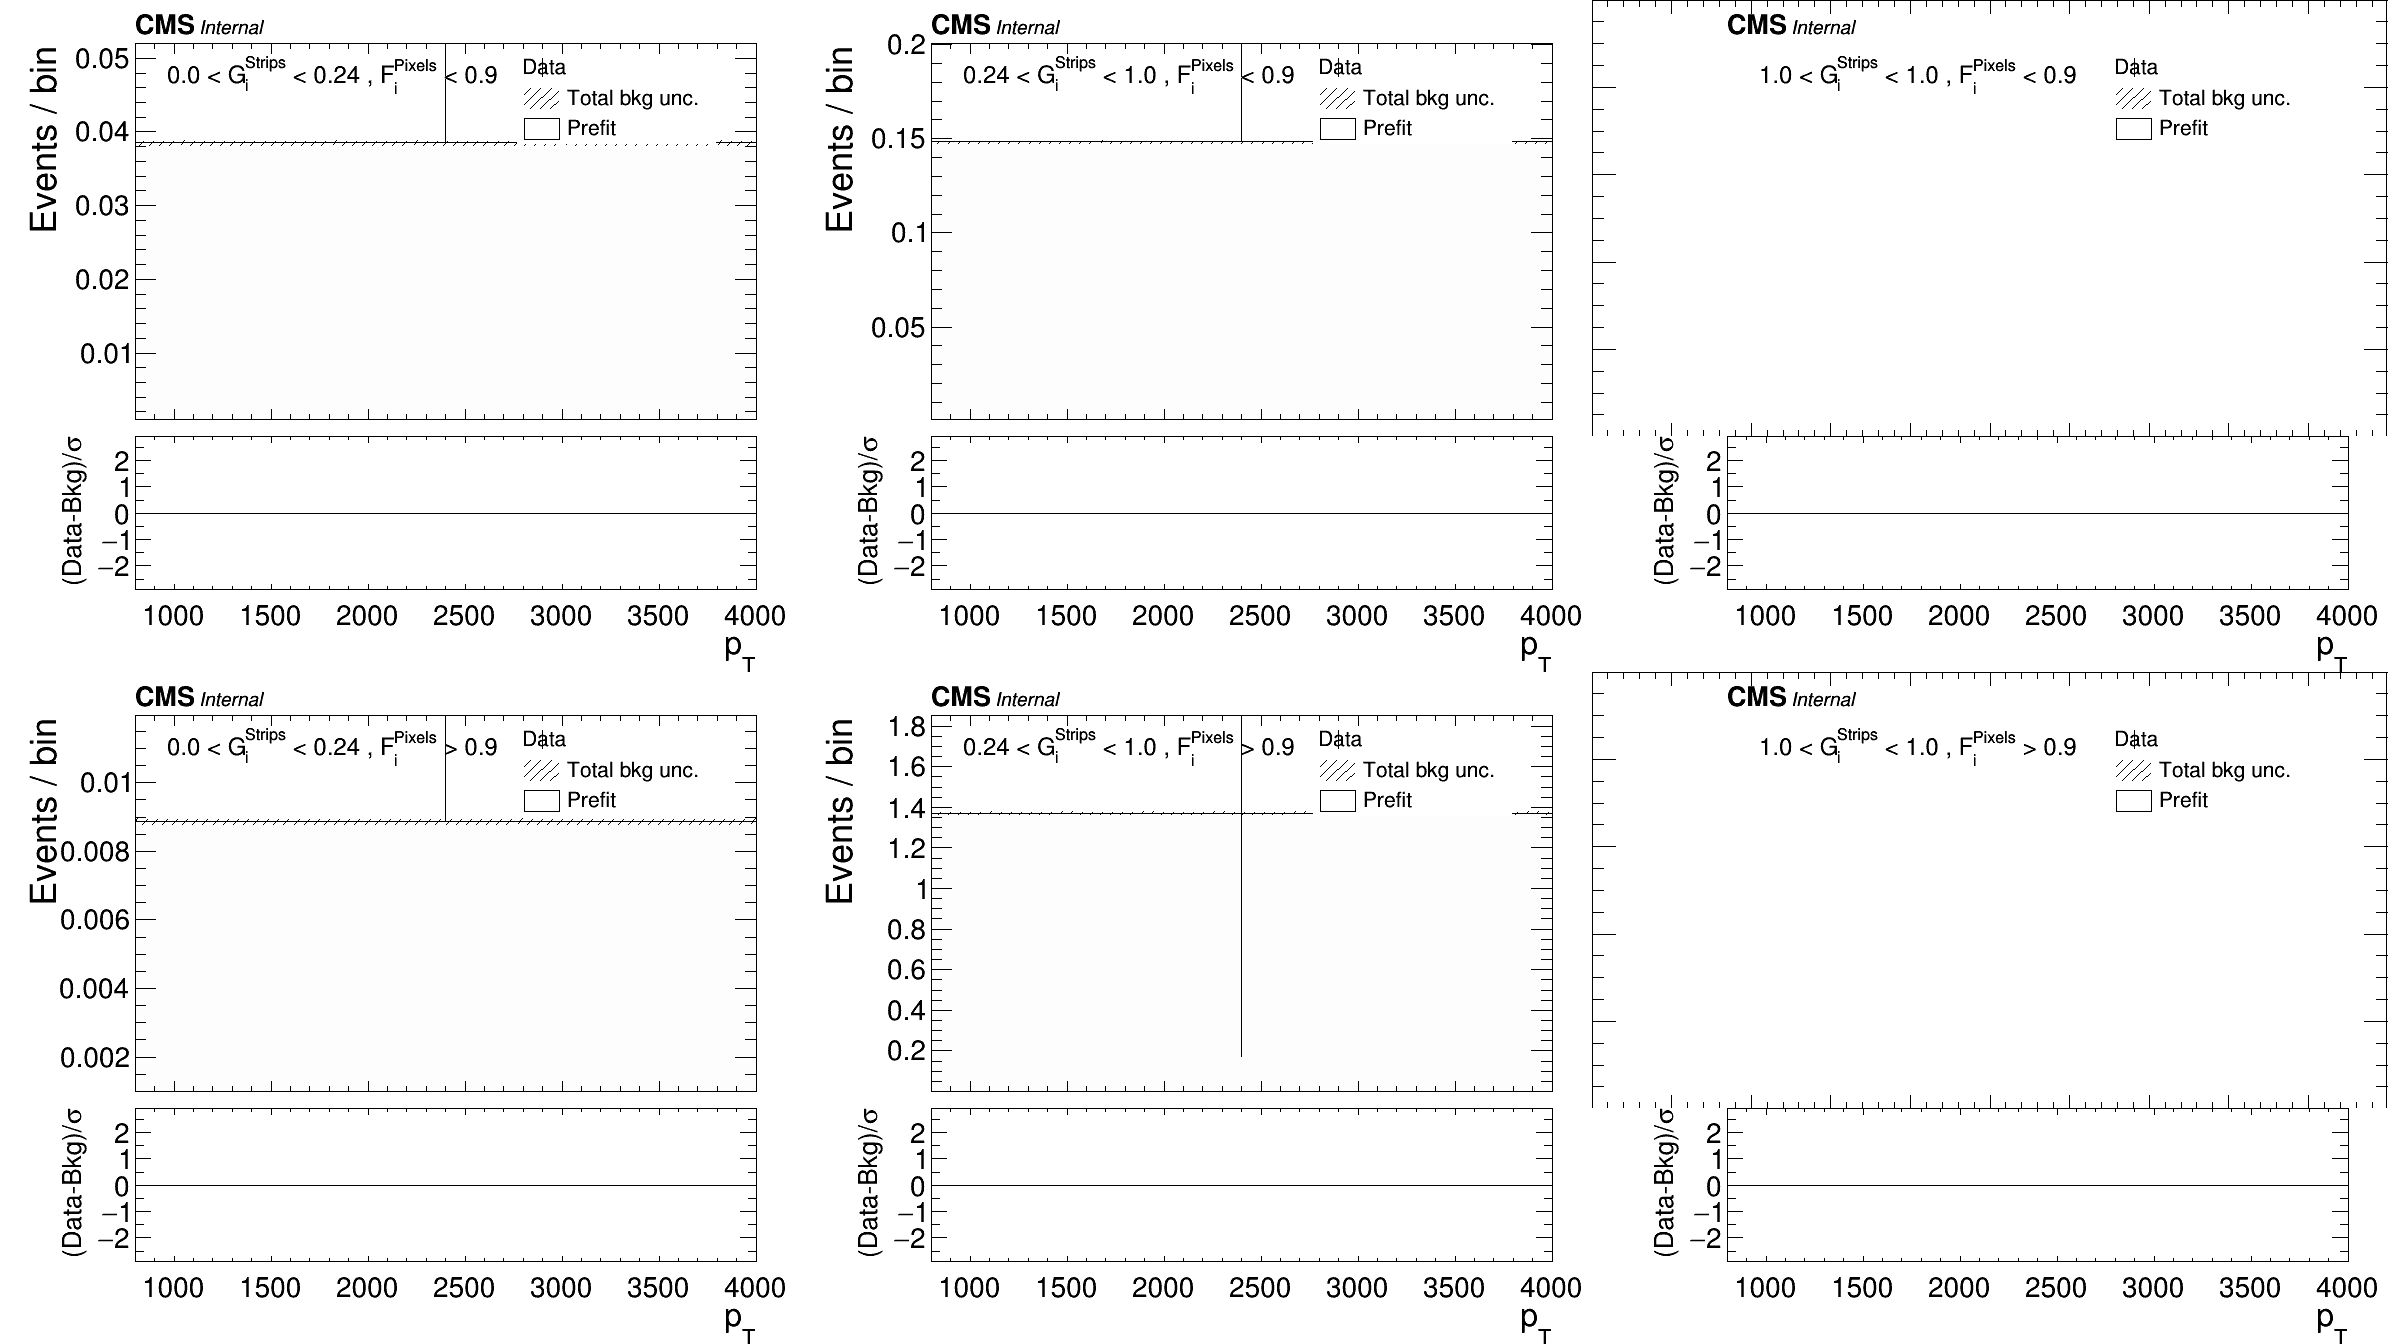 CMS Internal
Events / bin
0.0 < G_i^Strips < 0.24 , F_i^Pixels < 0.9
Data
Total bkg unc.
Prefit
0.05
0.04
0.03
0.02
0.01
(Data-Bkg)/σ
2
1
0
−1
−2
1000 1500 2000 2500 3000 3500 4000
p_T
CMS Internal
Events / bin
0.24 < G_i^Strips < 1.0 , F_i^Pixels < 0.9
Data
Total bkg unc.
Prefit
0.2
0.15
0.1
0.05
(Data-Bkg)/σ
2
1
0
−1
−2
1000 1500 2000 2500 3000 3500 4000
p_T
CMS Internal
1.0 < G_i^Strips < 1.0 , F_i^Pixels < 0.9
Data
Total bkg unc.
Prefit
(Data-Bkg)/σ
2
1
0
−1
−2
1000 1500 2000 2500 3000 3500 4000
p_T
CMS Internal
Events / bin
0.0 < G_i^Strips < 0.24 , F_i^Pixels > 0.9
Data
Total bkg unc.
Prefit
0.01
0.008
0.006
0.004
0.002
(Data-Bkg)/σ
2
1
0
−1
−2
1000 1500 2000 2500 3000 3500 4000
p_T
CMS Internal
Events / bin
0.24 < G_i^Strips < 1.0 , F_i^Pixels > 0.9
Data
Total bkg unc.
Prefit
1.8
1.6
1.4
1.2
1
0.8
0.6
0.4
0.2
(Data-Bkg)/σ
2
1
0
−1
−2
1000 1500 2000 2500 3000 3500 4000
p_T
CMS Internal
1.0 < G_i^Strips < 1.0 , F_i^Pixels > 0.9
Data
Total bkg unc.
Prefit
(Data-Bkg)/σ
2
1
0
−1
−2
1000 1500 2000 2500 3000 3500 4000
p_T